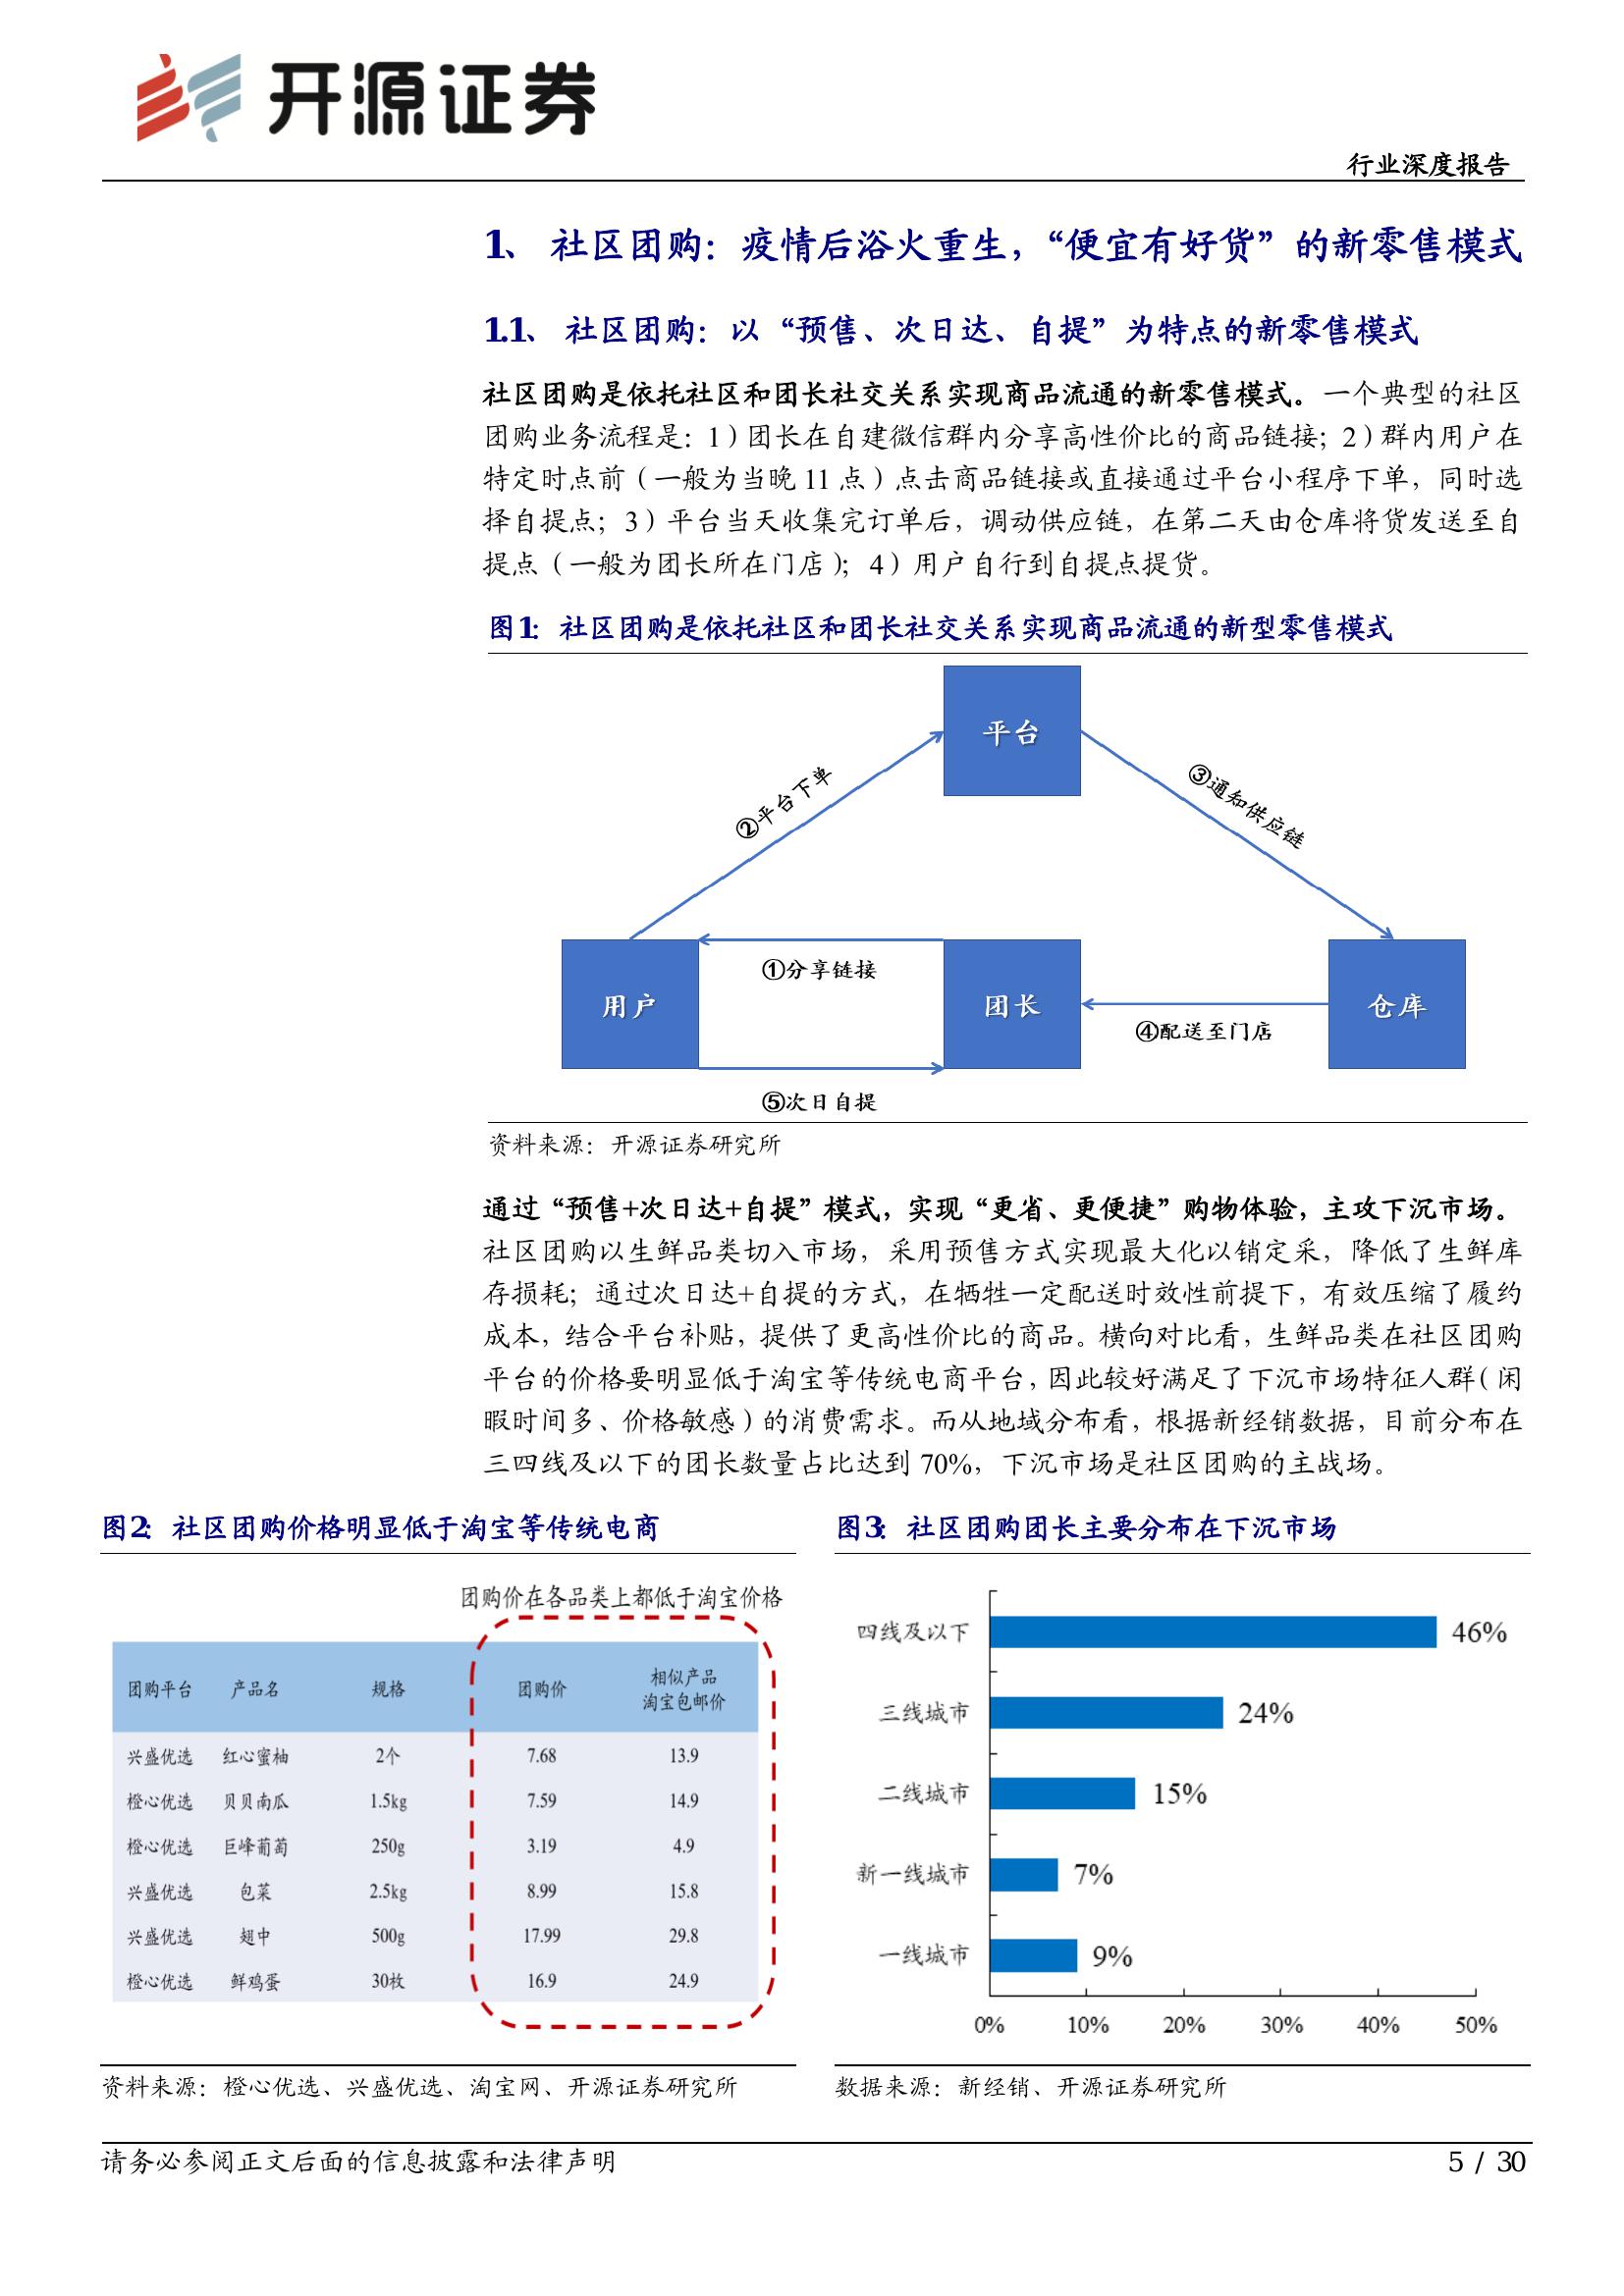 开源证券
行业深度报告
1、 社区团购：疫情后浴火重生，“便宜有好货”的新零售模式
1.1、 社区团购：以“预售、次日达、自提”为特点的新零售模式
社区团购是依托社区和团长社交关系实现商品流通的新零售模式。一个典型的社区
团购业务流程是：1）团长在自建微信群内分享高性价比的商品链接；2）群内用户在
特定时点前（一般为当晚 11 点）点击商品链接或直接通过平台小程序下单，同时选
择自提点；3）平台当天收集完订单后，调动供应链，在第二天由仓库将货发送至自
提点（一般为团长所在门店）；4）用户自行到自提点提货。
图1：社区团购是依托社区和团长社交关系实现商品流通的新型零售模式
平台
②平台下单
③通知供应链
用户
①分享链接
团长
④配送至门店
仓库
⑤次日自提
资料来源：开源证券研究所
通过“预售+次日达+自提”模式，实现“更省、更便捷”购物体验，主攻下沉市场。
社区团购以生鲜品类切入市场，采用预售方式实现最大化以销定采，降低了生鲜库
存损耗；通过次日达+自提的方式，在牺牲一定配送时效性前提下，有效压缩了履约
成本，结合平台补贴，提供了更高性价比的商品。横向对比看，生鲜品类在社区团购
平台的价格要明显低于淘宝等传统电商平台，因此较好满足了下沉市场特征人群（闲
暇时间多、价格敏感）的消费需求。而从地域分布看，根据新经销数据，目前分布在
三四线及以下的团长数量占比达到 70%，下沉市场是社区团购的主战场。
图2：社区团购价格明显低于淘宝等传统电商
团购价在各品类上都低于淘宝价格
团购平台 产品名 规格 团购价 相似产品
淘宝包邮价
兴盛优选 红心蜜柚 2个 7.68 13.9
橙心优选 贝贝南瓜 1.5kg 7.59 14.9
橙心优选 巨峰葡萄 250g 3.19 4.9
兴盛优选 包菜 2.5kg 8.99 15.8
兴盛优选 翅中 500g 17.99 29.8
橙心优选 鲜鸡蛋 30枚 16.9 24.9
资料来源：橙心优选、兴盛优选、淘宝网、开源证券研究所
图3：社区团购团长主要分布在下沉市场
四线及以下 46%
三线城市 24%
二线城市 15%
新一线城市 7%
一线城市 9%
0% 10% 20% 30% 40% 50%
数据来源：新经销、开源证券研究所
请务必参阅正文后面的信息披露和法律声明
5 / 30